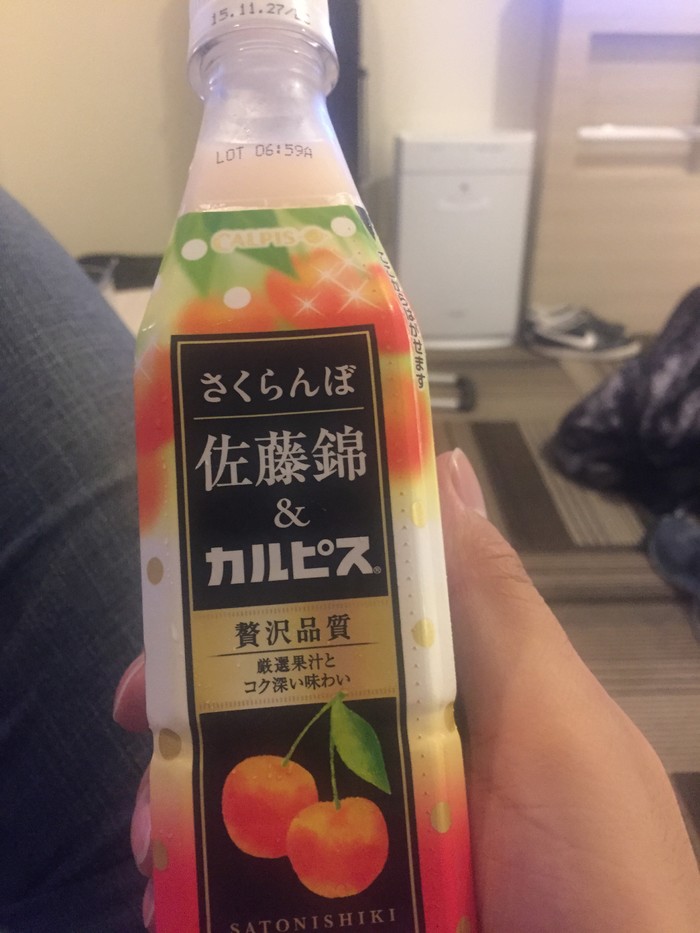 15.11.27/
LOT 06:59A
CALPIS
さくらんぼ
佐藤錦
&
カルピス®
贅沢品質
厳選果汁と
コク深い味わい
SATONISHIKI